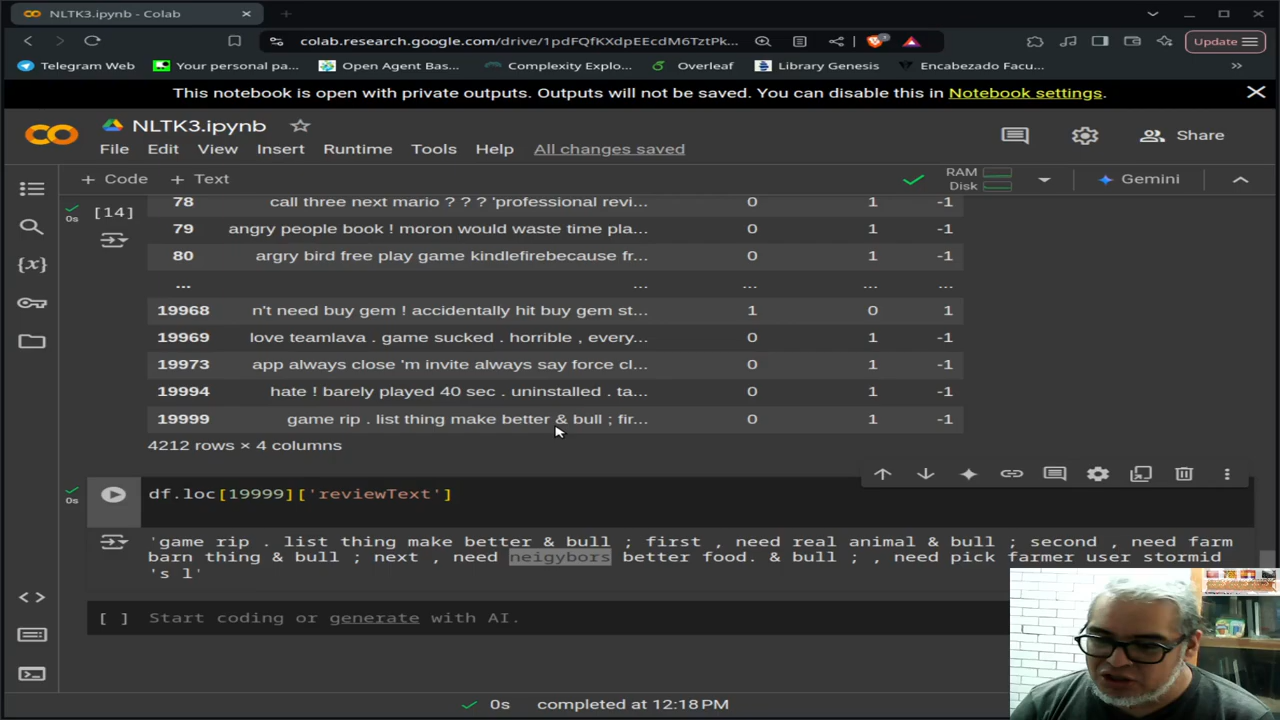 NLTK3.ipynb - Colab
colab.research.google.com/drive/1pdFQfKXdpEEcdM6TztPk...
Update
Telegram Web
Your personal pa...
Open Agent Bas...
Complexity Explo...
Overleaf
Library Genesis
Encabezado Facu...
This notebook is open with private outputs. Outputs will not be saved. You can disable this in Notebook settings.
NLTK3.ipynb
Share
File Edit View Insert Runtime Tools Help All changes saved
+ Code + Text
RAM
Disk
Gemini
0s
[14]
78 call three next mario ? ? ? 'professional revi... 0 1 -1
79 angry people book ! moron would waste time pla... 0 1 -1
80 argry bird free play game kindlefirebecause fr... 0 1 -1
... ... ... ... ...
19968 n't need buy gem ! accidentally hit buy gem st... 1 0 1
19969 love teamlava . game sucked . horrible , every... 0 1 -1
19973 app always close 'm invite always say force cl... 0 1 -1
19994 hate ! barely played 40 sec . uninstalled . ta... 0 1 -1
19999 game rip . list thing make better & bull ; fir... 0 1 -1
4212 rows × 4 columns
0s
df.loc[19999]['reviewText']
'game rip . list thing make better & bull ; first , need real animal & bull ; second , need farm
barn thing & bull ; next , need neigybors better food. & bull ; , need pick farmer user stormid
's l'
[ ] Start coding or generate with AI.
0s completed at 12:18 PM